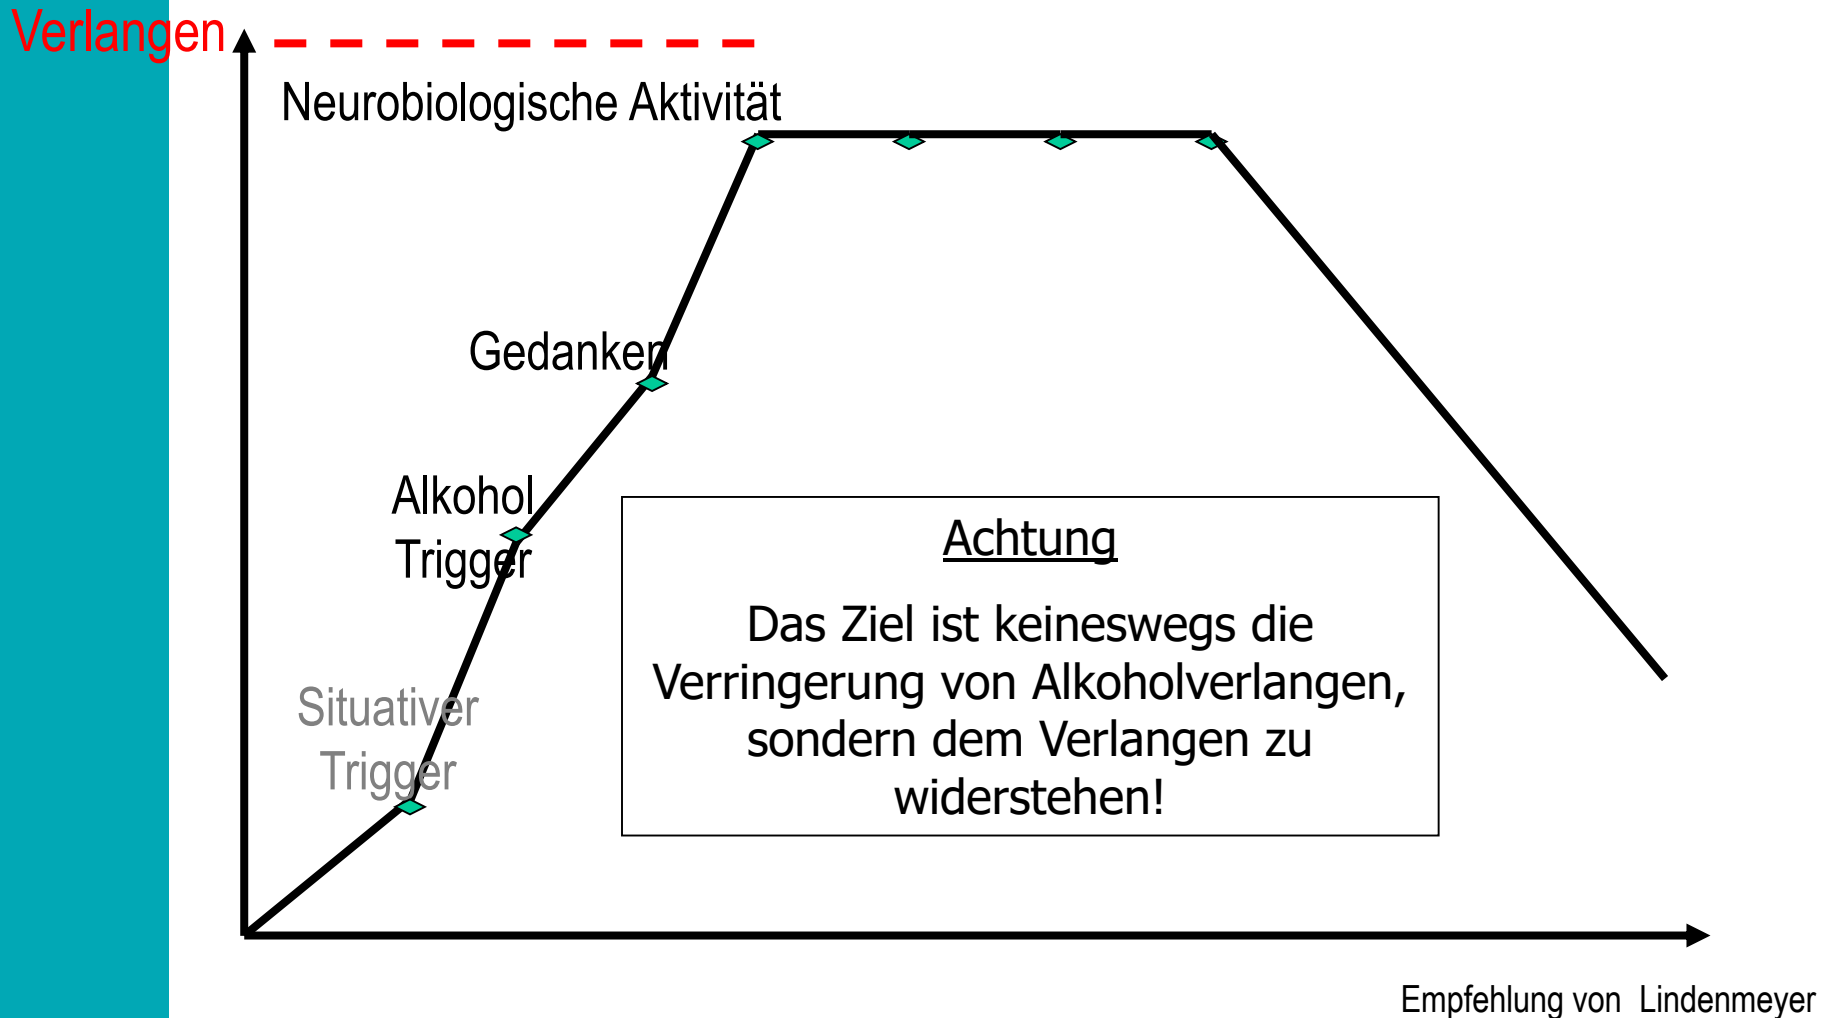 Verlangen
Neurobiologische Aktivität
Gedanken
Alkohol
Trigger
Situativer
Trigger
Achtung
Das Ziel ist keineswegs die
Verringerung von Alkoholverlangen,
sondern dem Verlangen zu
widerstehen!
Empfehlung von Lindenmeyer